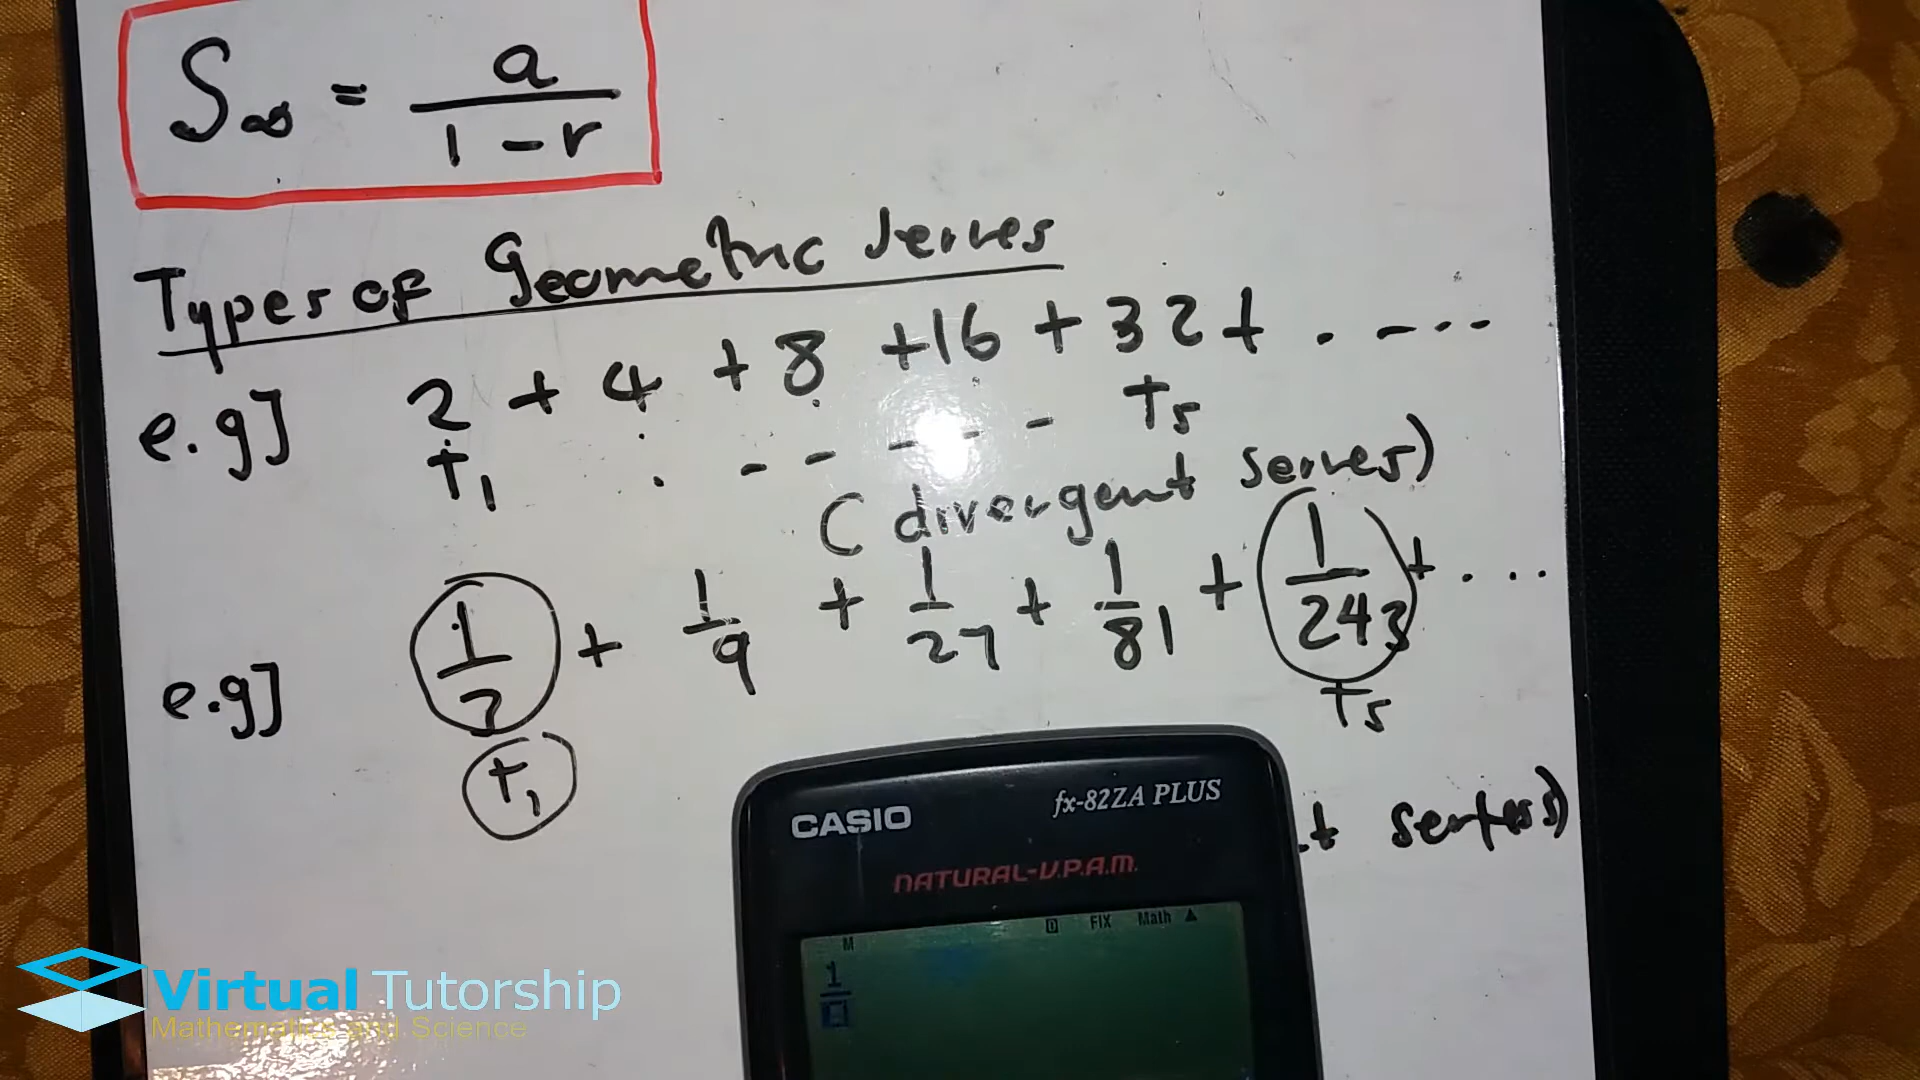 S∞ = a / 1 - r
Types of Geometric Series
e.g] 2 + 4 + 8 + 16 + 32 + . - . . .
T1 T5
(divergent series)
e.g] 1/3 + 1/9 + 1/27 + 1/81 + 1/243 + . . . .
T1 T5
t series)
CASIO fx-82ZA PLUS
NATURAL-V.P.A.M.
M D FIX Math ▲
1
Virtual Tutorship
Mathematics and Science